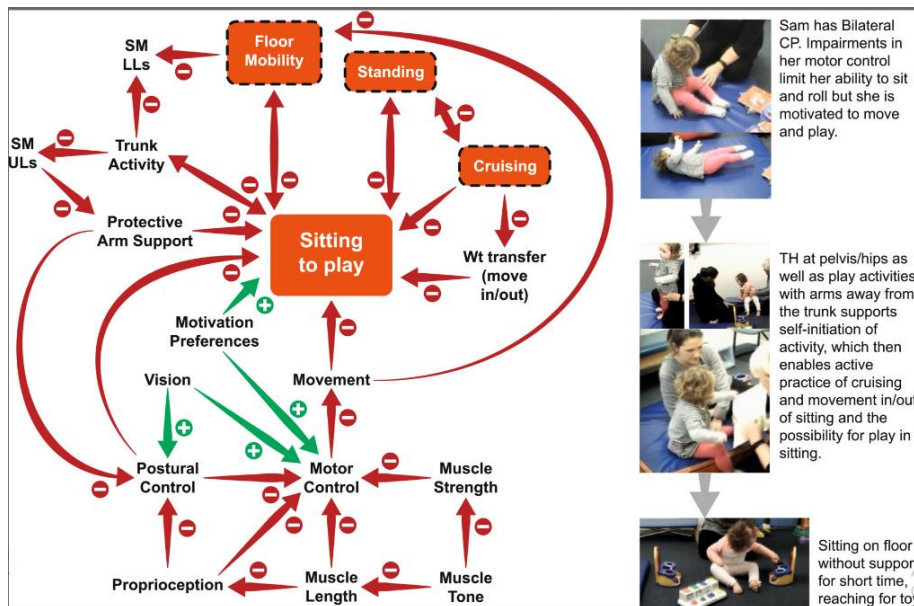 SM
LLs
Floor
Mobility
Standing
SM
ULs
Trunk
Activity
Cruising
Protective
Arm Support
Sitting
to play
Wt transfer
(move
in/out)
Motivation
Preferences
Vision
Movement
Postural
Control
Motor
Control
Muscle
Strength
Proprioception
Muscle
Length
Muscle
Tone
Sam has Bilateral
CP. Impairments in
her motor control
limit her ability to sit
and roll but she is
motivated to move
and play.
TH at pelvis/hips as
well as play activities
with arms away from
the trunk supports
self-initiation of
activity, which then
enables active
practice of cruising
and movement in/out
of sitting and the
possibility for play in
sitting.
Sitting on floor
without support
for short time,
reaching for toy